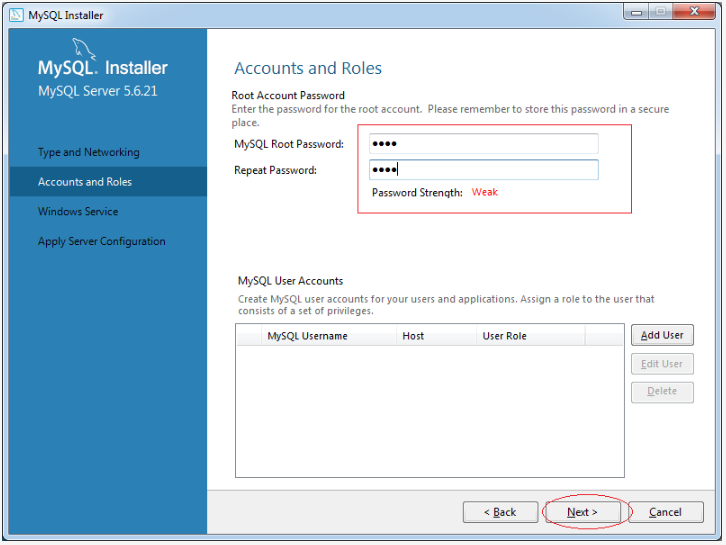 MySQL Installer
MySQL. Installer
MySQL Server 5.6.21
Type and Networking
Accounts and Roles
Windows Service
Apply Server Configuration
Accounts and Roles
Root Account Password
Enter the password for the root account. Please remember to store this password in a secure
place.
MySQL Root Password: ●●●●
Repeat Password: ●●●●
Password Strength: Weak
MySQL User Accounts
Create MySQL user accounts for your users and applications. Assign a role to the user that
consists of a set of privileges.
MySQL Username Host User Role
Add User
Edit User
Delete
< Back Next > Cancel